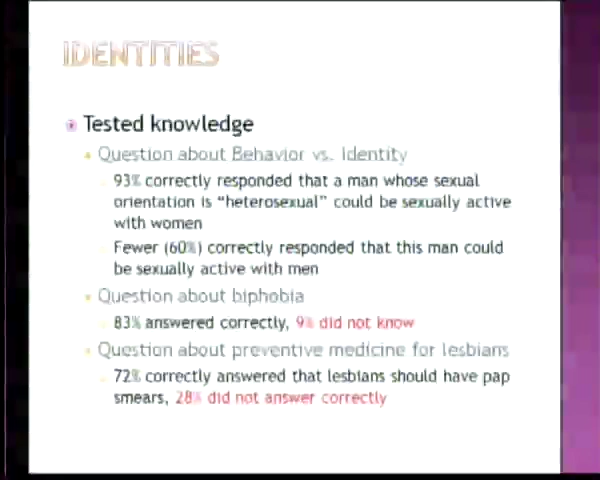 IDENTITIES
Tested knowledge
Question about Behavior vs. Identity
93% correctly responded that a man whose sexual
orientation is "heterosexual" could be sexually active
with women
Fewer (60%) correctly responded that this man could
be sexually active with men
Question about biphobia
83% answered correctly, 9% did not know
Question about preventive medicine for lesbians
72% correctly answered that lesbians should have pap
smears, 28% did not answer correctly